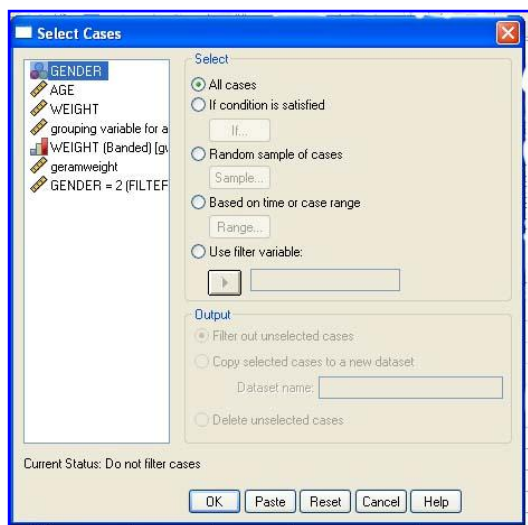 Select Cases
GENDER
AGE
WEIGHT
grouping variable for a
WEIGHT (Banded) [gw
geramweight
GENDER = 2 (FILTER
Select
All cases
If condition is satisfied
If...
Random sample of cases
Sample...
Based on time or case range
Range...
Use filter variable:
Output
Filter out unselected cases
Copy selected cases to a new dataset
Dataset name:
Delete unselected cases
Current Status: Do not filter cases
OK Paste Reset Cancel Help